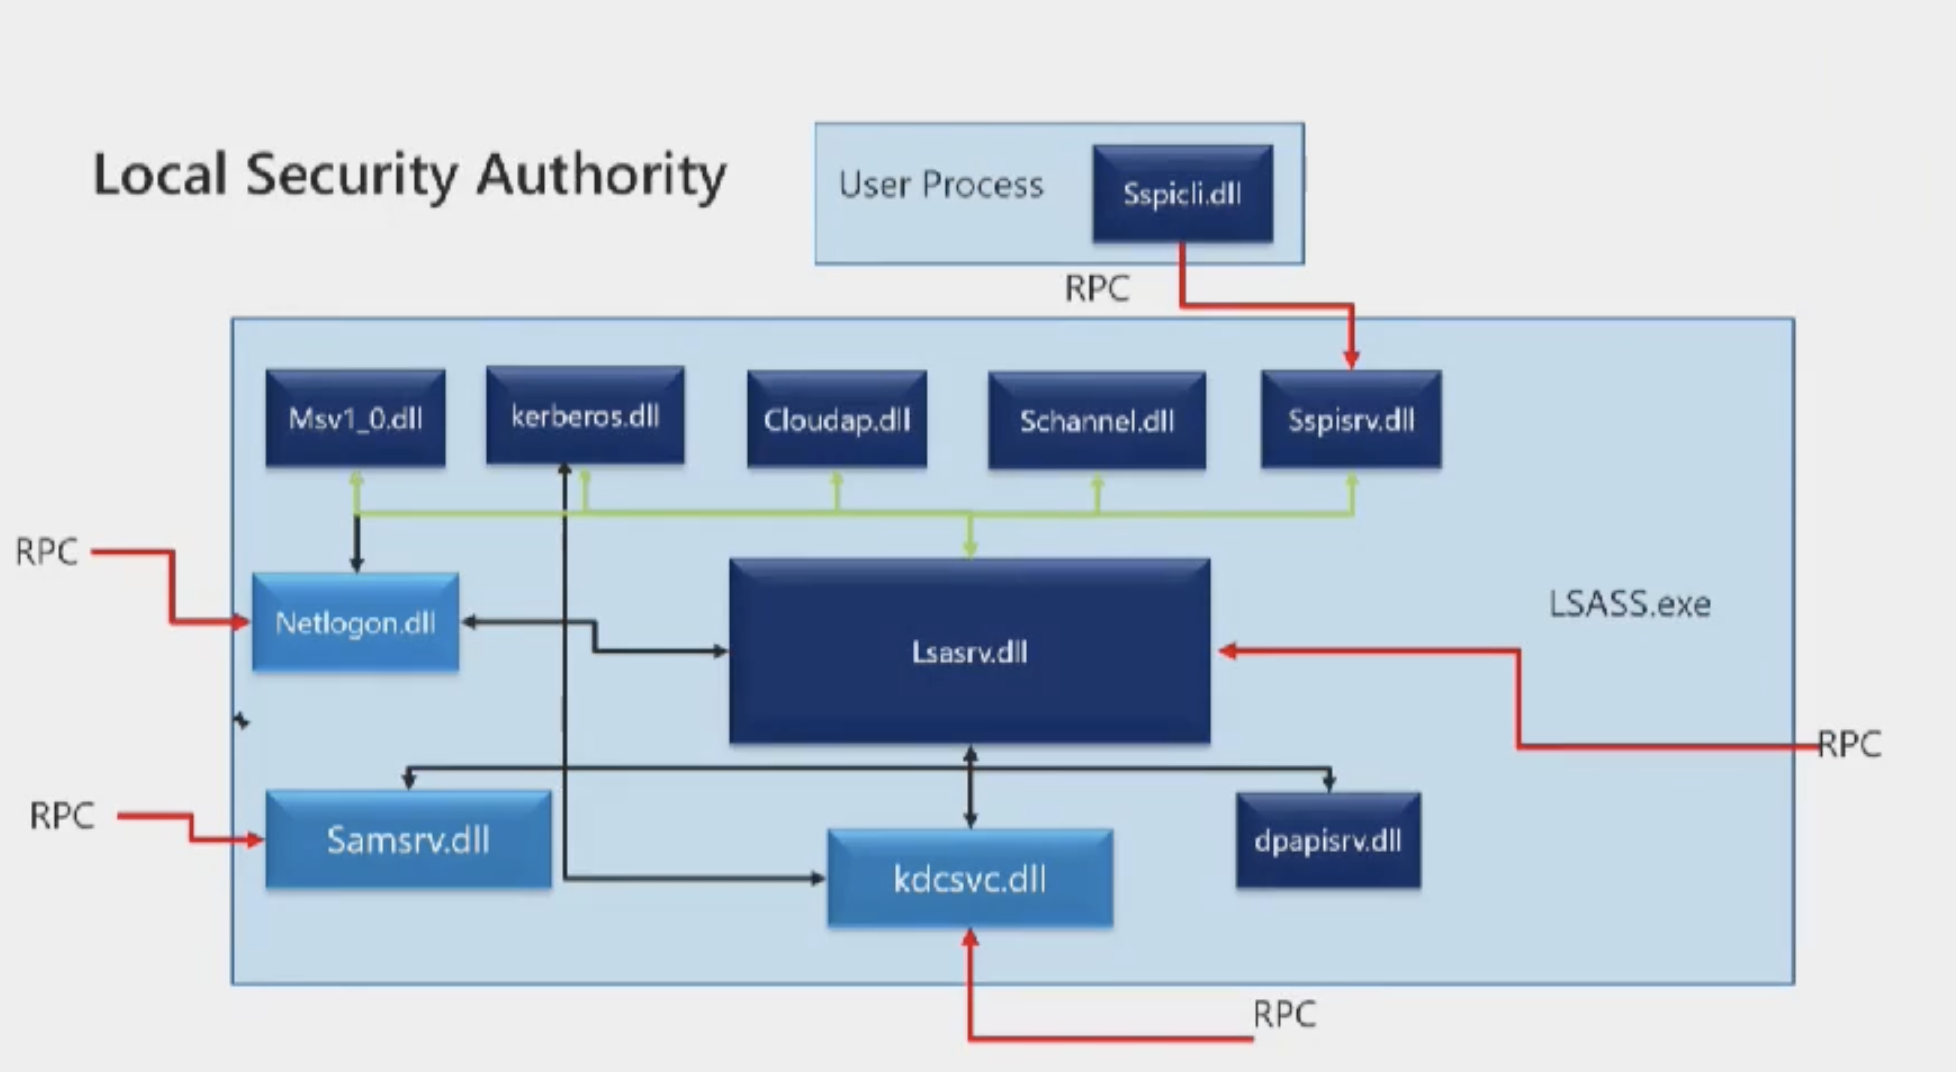 Local Security Authority
User Process
Sspicli.dll
RPC
Msv1_0.dll
kerberos.dll
Cloudap.dll
Schannel.dll
Sspisrv.dll
RPC
Netlogon.dll
Lsasrv.dll
LSASS.exe
RPC
RPC
Samsrv.dll
kdcsvc.dll
dpapisrv.dll
RPC